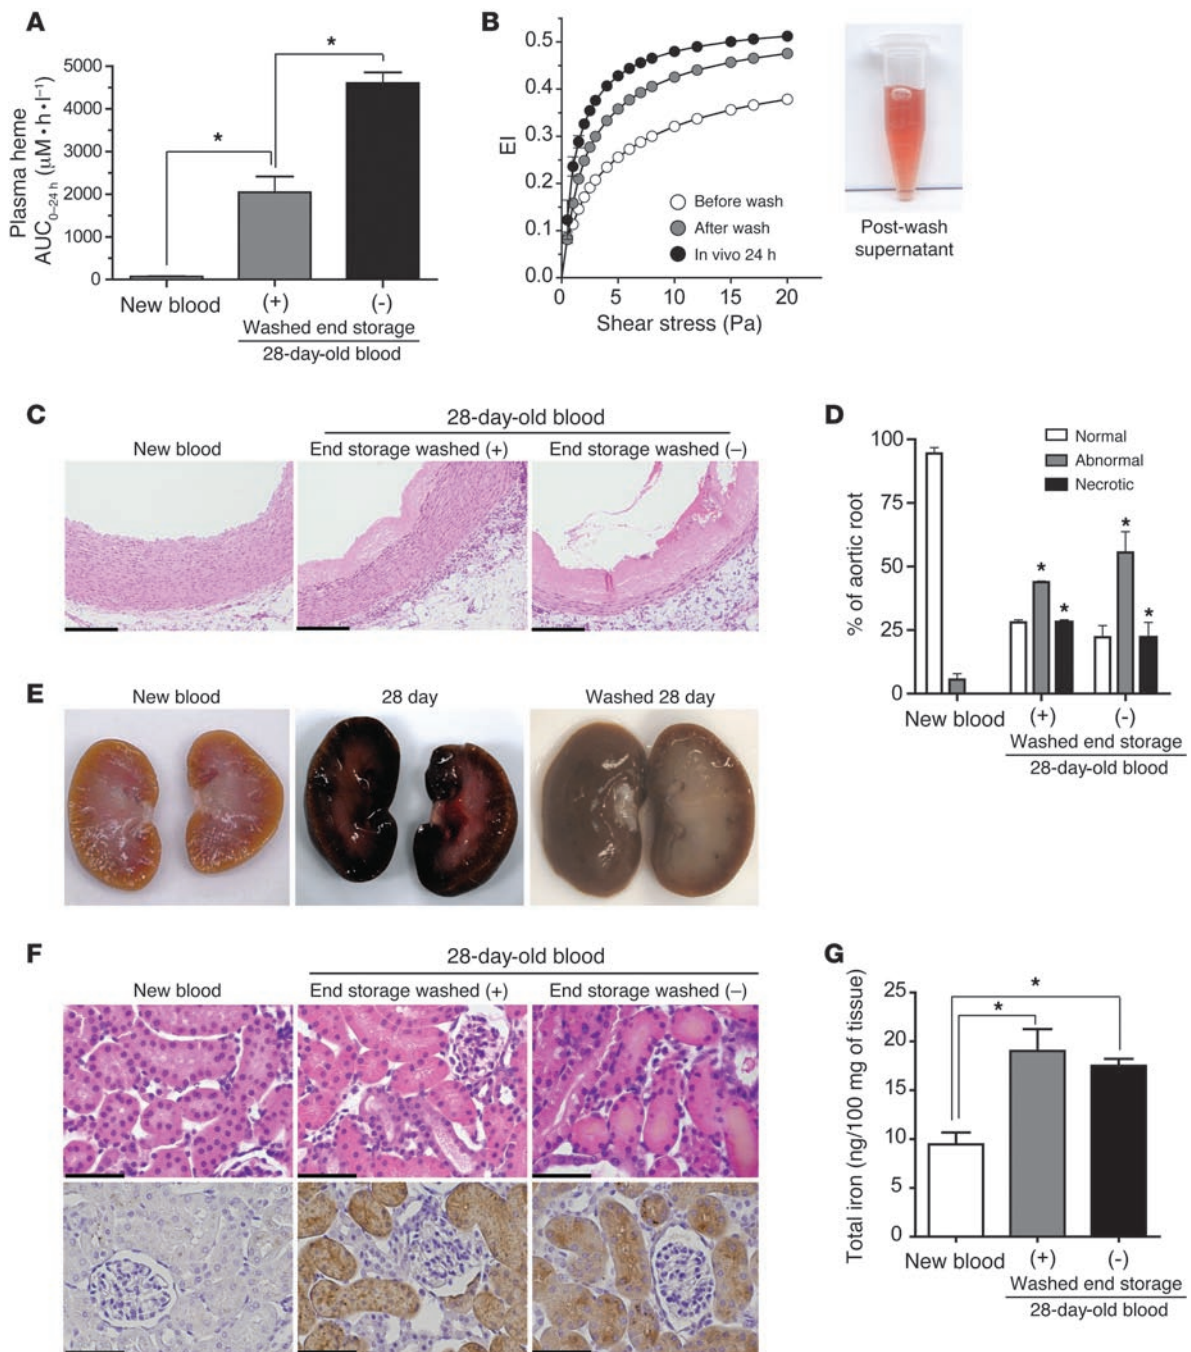 A
*
*
Plasma heme
AUC0–24 h (μM • h • l–1)
5000
4000
3000
2000
1000
0
New blood
(+)
(-)
Washed end storage
28-day-old blood
B
EI
0.5
0.4
0.3
0.2
0.1
0.0
0
5
10
15
20
Shear stress (Pa)
Before wash
After wash
In vivo 24 h
Post-wash
supernatant
C
28-day-old blood
New blood
End storage washed (+)
End storage washed (–)
D
Normal
Abnormal
Necrotic
% of aortic root
100
75
50
25
0
*
*
*
*
New blood
(+)
(-)
Washed end storage
28-day-old blood
E
New blood
28 day
Washed 28 day
F
28-day-old blood
New blood
End storage washed (+)
End storage washed (–)
G
Total iron (ng/100 mg of tissue)
25
20
15
10
5
0
*
*
New blood
(+)
(-)
Washed end storage
28-day-old blood